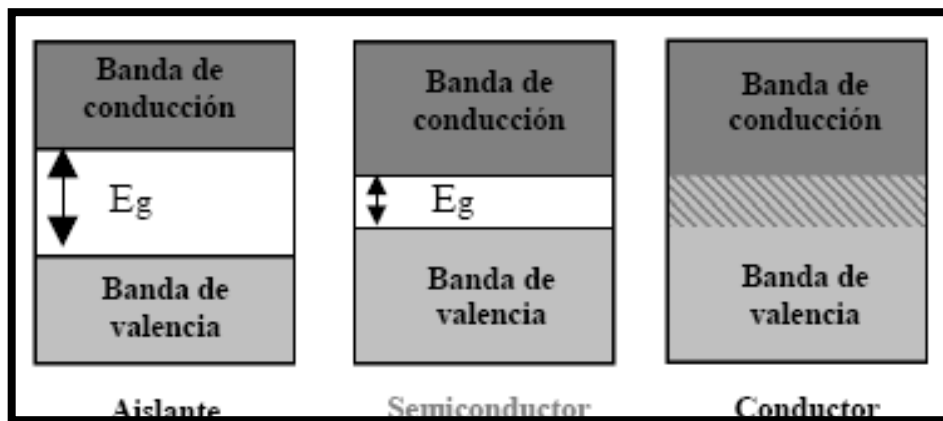 Banda de
conducción
Eg
Banda de
valencia
Aislante
Banda de
conducción
Eg
Banda de
valencia
Semiconductor
Banda de
conducción
Banda de
valencia
Conductor